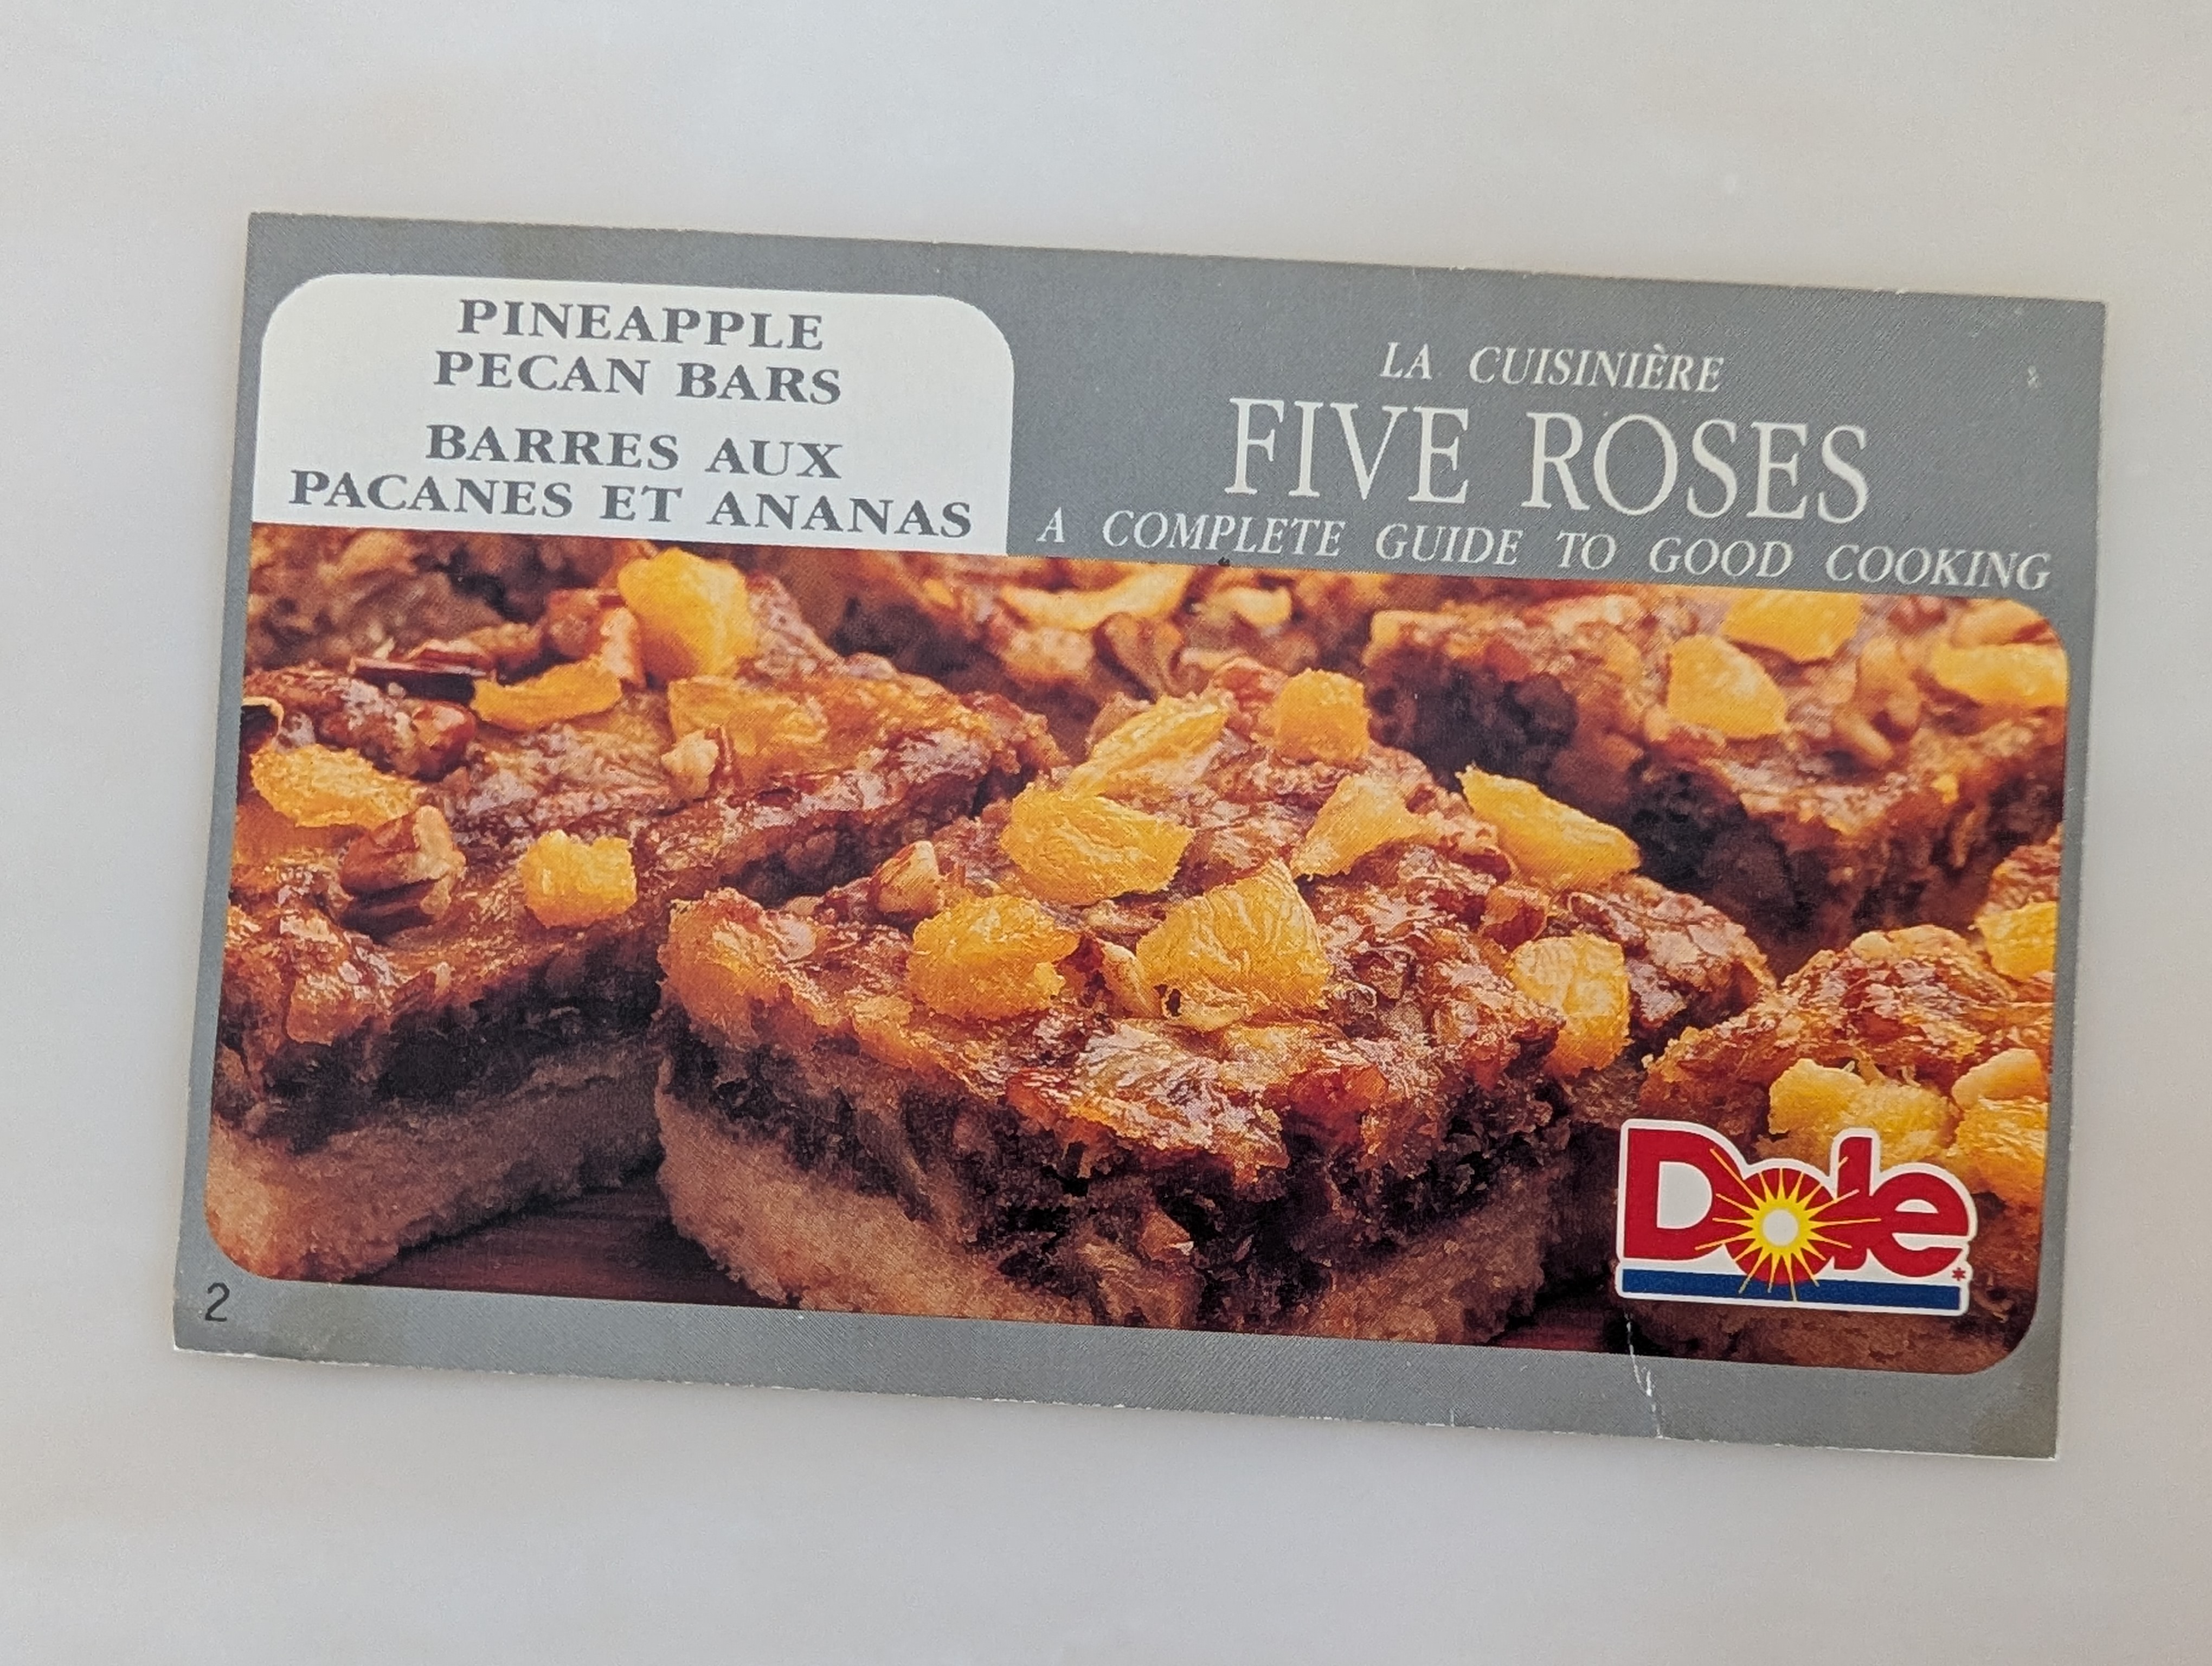 PINEAPPLE
PECAN BARS
BARRES AUX
PACANES ET ANANAS
LA CUISINIÈRE
FIVE ROSES
A COMPLETE GUIDE TO GOOD COOKING
Dole*
2